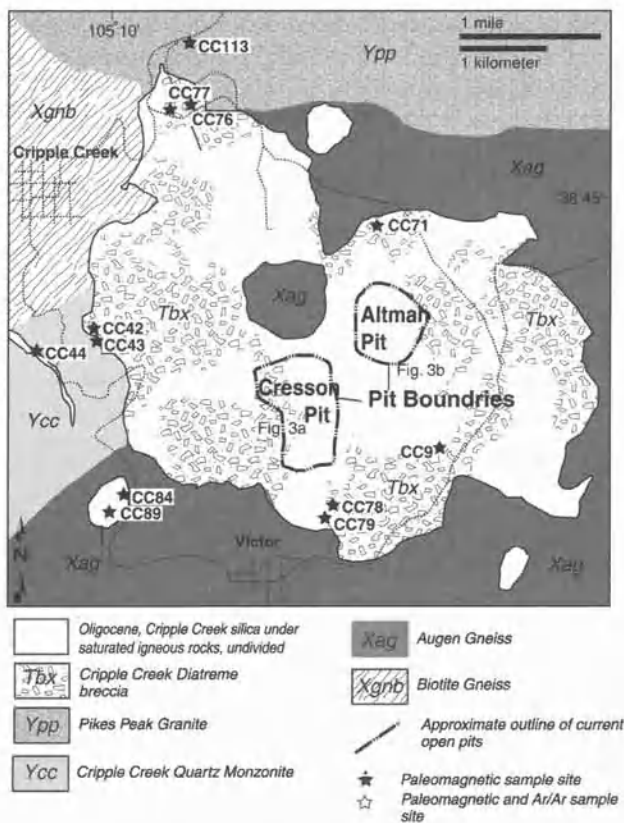 105°10'
CC113
1 mile
1 kilometer
Ypp
CC77
CC76
Xgnb
Cripple Creek
Xag
38°45'
CC71
Xag
Altman
Pit
Tbx
Tbx
CC42
CC43
CC44
Fig. 3b
Cresson
Pit
Pit Boundries
Ycc
Fig. 3a
CC9
Tbx
CC84
CC89
CC78
CC79
N
Xag
Victor
Xag
Oligocene, Cripple Creek silica under
saturated igneous rocks, undivided
Tbx
Cripple Creek Diatreme
breccia
Ypp
Pikes Peak Granite
Ycc
Cripple Creek Quartz Monzonite
Xag
Augen Gneiss
Xgnb
Biotite Gneiss
Approximate outline of current
open pits
Paleomagnetic sample site
Paleomagnetic and Ar/Ar sample
site